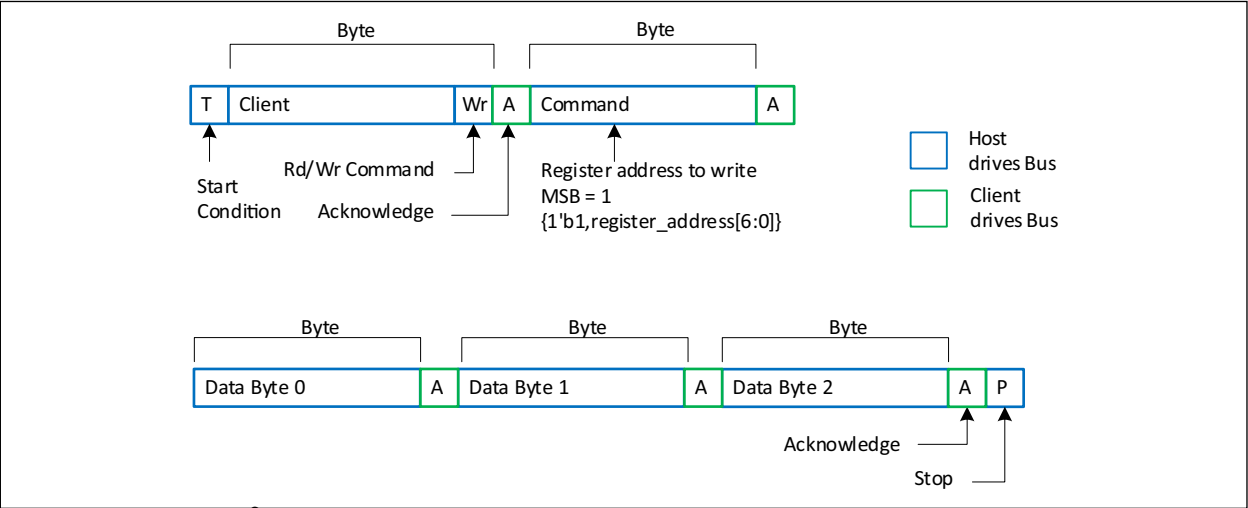 Byte
Byte
T Client Wr A Command A
Host
drives Bus
Client
drives Bus
Start
Condition
Rd/Wr Command
Acknowledge
Register address to write
MSB = 1
{1'b1,register_address[6:0]}
Byte
Byte
Byte
Data Byte 0 A Data Byte 1 A Data Byte 2 A P
Acknowledge
Stop